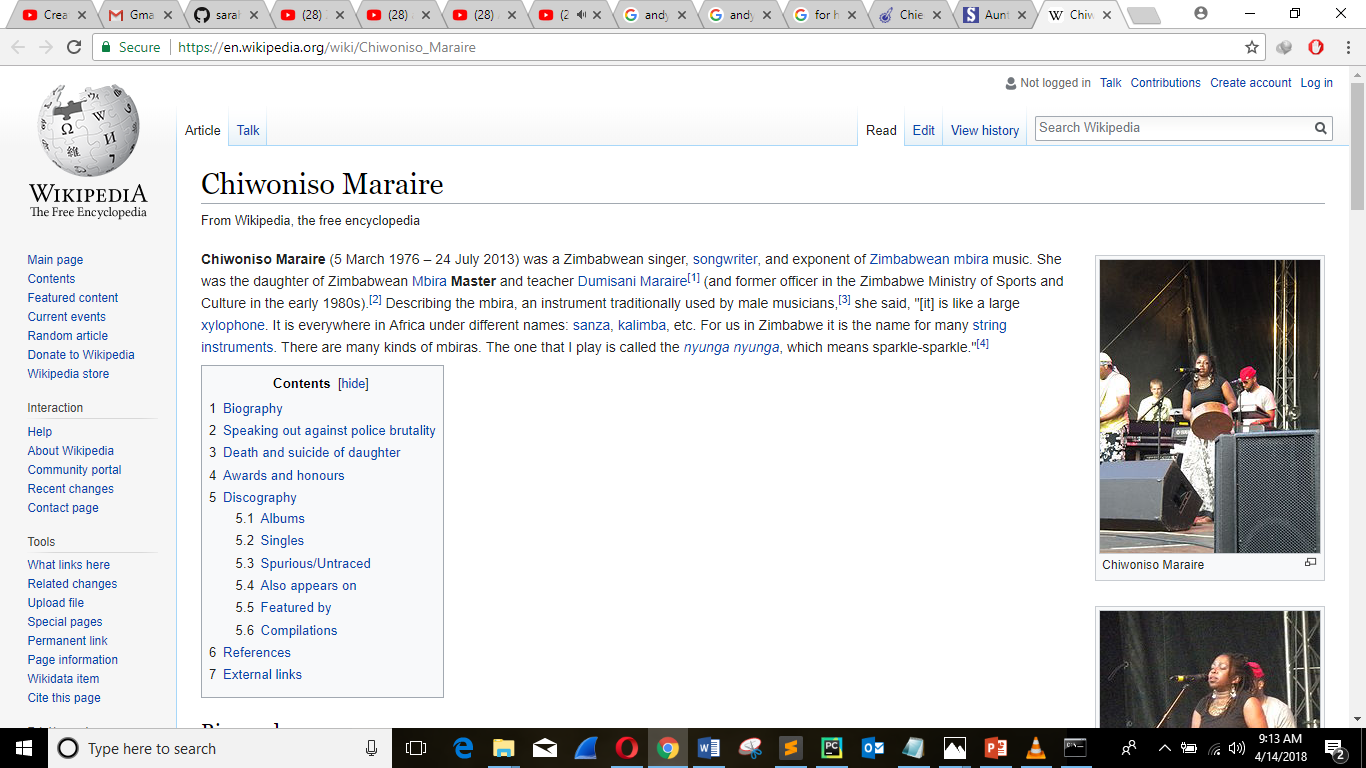 Crea
Gma
sarah
(28)
(28)
(28)
(2
andy
andy
for h
Chie
Aunt
Chiw
Secure
https://en.wikipedia.org/wiki/Chiwoniso_Maraire
Not logged in Talk Contributions Create account Log in
Article Talk
Read Edit View history
Search Wikipedia
WIKIPEDIA
The Free Encyclopedia
Main page
Contents
Featured content
Current events
Random article
Donate to Wikipedia
Wikipedia store
Interaction
Help
About Wikipedia
Community portal
Recent changes
Contact page
Tools
What links here
Related changes
Upload file
Special pages
Permanent link
Page information
Wikidata item
Cite this page
Chiwoniso Maraire
From Wikipedia, the free encyclopedia
Chiwoniso Maraire (5 March 1976 – 24 July 2013) was a Zimbabwean singer, songwriter, and exponent of Zimbabwean mbira music. She
was the daughter of Zimbabwean Mbira Master and teacher Dumisani Maraire[1] (and former officer in the Zimbabwe Ministry of Sports and
Culture in the early 1980s).[2] Describing the mbira, an instrument traditionally used by male musicians,[3] she said, "[it] is like a large
xylophone. It is everywhere in Africa under different names: sanza, kalimba, etc. For us in Zimbabwe it is the name for many string
instruments. There are many kinds of mbiras. The one that I play is called the nyunga nyunga, which means sparkle-sparkle."[4]
Contents [hide]
1 Biography
2 Speaking out against police brutality
3 Death and suicide of daughter
4 Awards and honours
5 Discography
5.1 Albums
5.2 Singles
5.3 Spurious/Untraced
5.4 Also appears on
5.5 Featured by
5.6 Compilations
6 References
7 External links
Chiwoniso Maraire
Type here to search
9:13 AM
4/14/2018
2